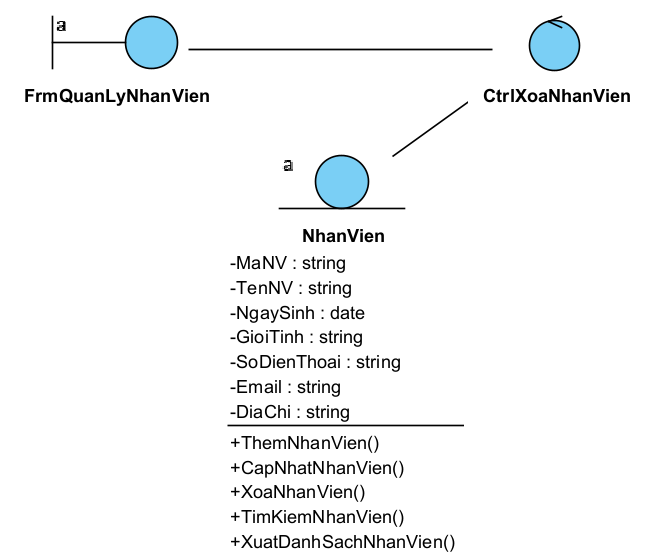 a
FrmQuanLyNhanVien
CtrlXoaNhanVien
a
NhanVien
-MaNV : string
-TenNV : string
-NgaySinh : date
-GioiTinh : string
-SoDienThoai : string
-Email : string
-DiaChi : string
+ThemNhanVien()
+CapNhatNhanVien()
+XoaNhanVien()
+TimKiemNhanVien()
+XuatDanhSachNhanVien()